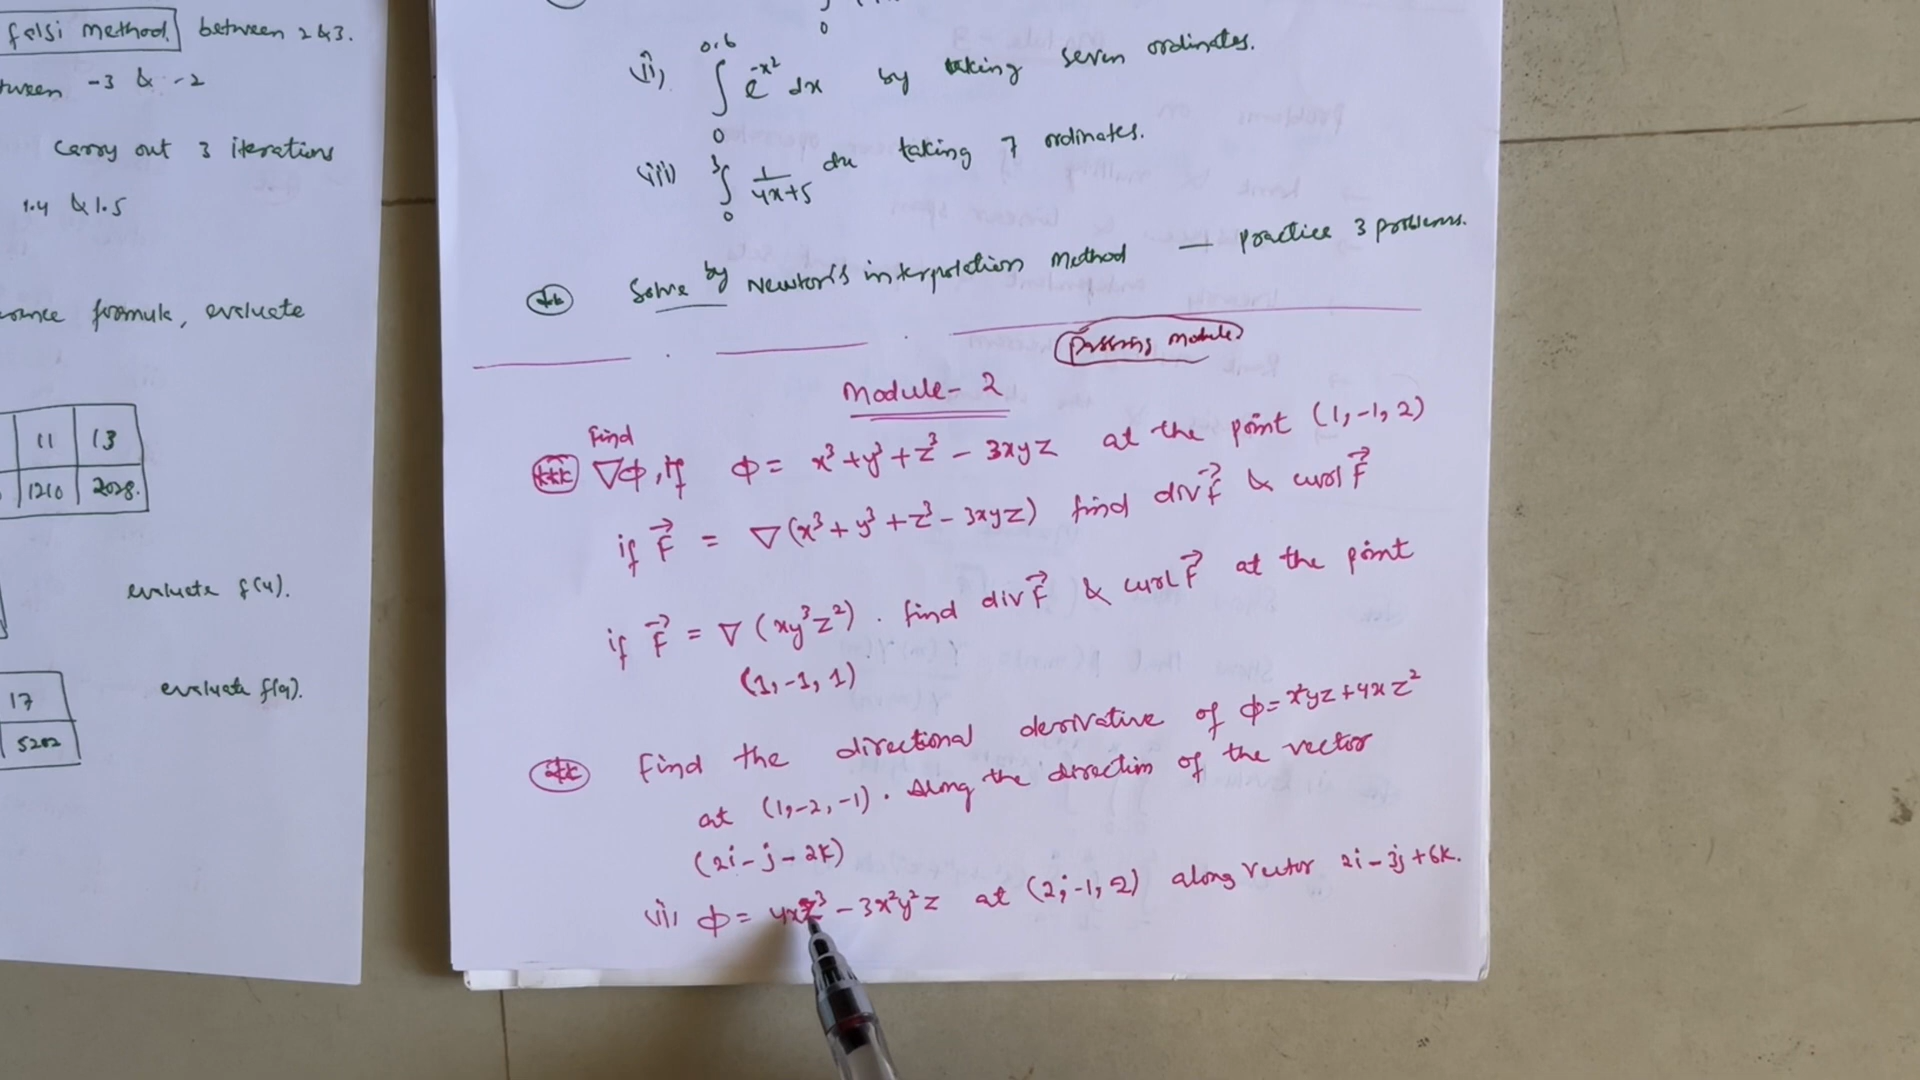 falsi method. between 2 & 3.
-3 & -2
carry out 3 iterations
1.4 & 1.5
formula, evaluate
11 13
1210 2028.
evaluate f(4).
17
5202
evaluate f(9).
0
(ii) ∫₀^0.6 e^-x² dx by taking seven ordinates.
(iii) ∫₀^3 1/4x+5 dx taking 7 ordinates.
** Solve by Newton's interpolation Method — practice 3 problems.
passing module
Module - 2
*** Find ∇ϕ, if ϕ = x³ + y³ + z³ - 3xyz at the point (1, -1, 2)
if F⃗ = ∇(x³ + y³ + z³ - 3xyz) find div F⃗ & curl F⃗
if F⃗ = ∇(xy³z²). find div F⃗ & curl F⃗ at the point
(1, -1, 1)
** Find the directional derivative of ϕ = x²yz + 4xz²
at (1, -2, -1). Along the direction of the vector
(2i - j - 2k)
(ii) ϕ = 4xz³ - 3x²y²z at (2, -1, 2) along vector 2i - 3j + 6k.